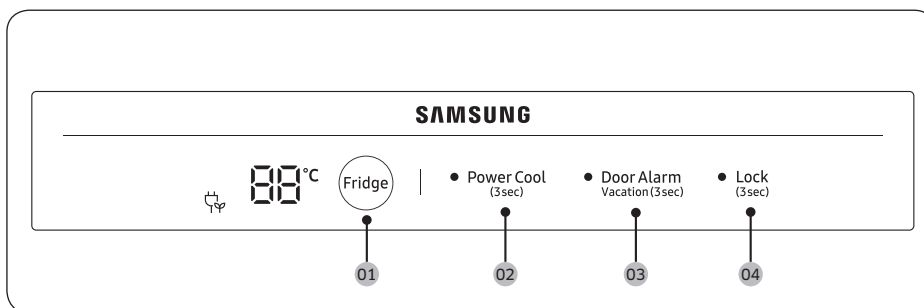 SAMSUNG
88°C
Fridge
Power Cool
(3sec)
Door Alarm
Vacation(3sec)
Lock
(3sec)
01
02
03
04